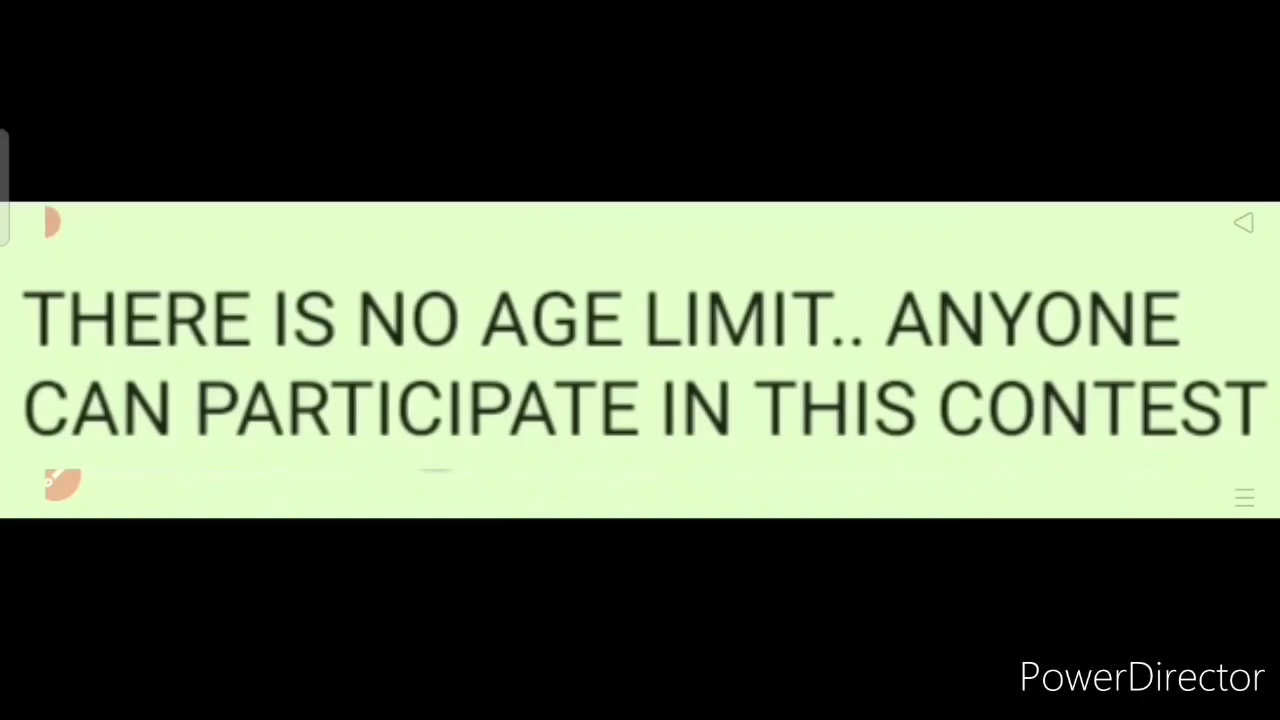 THERE IS NO AGE LIMIT.. ANYONE
CAN PARTICIPATE IN THIS CONTEST
PowerDirector